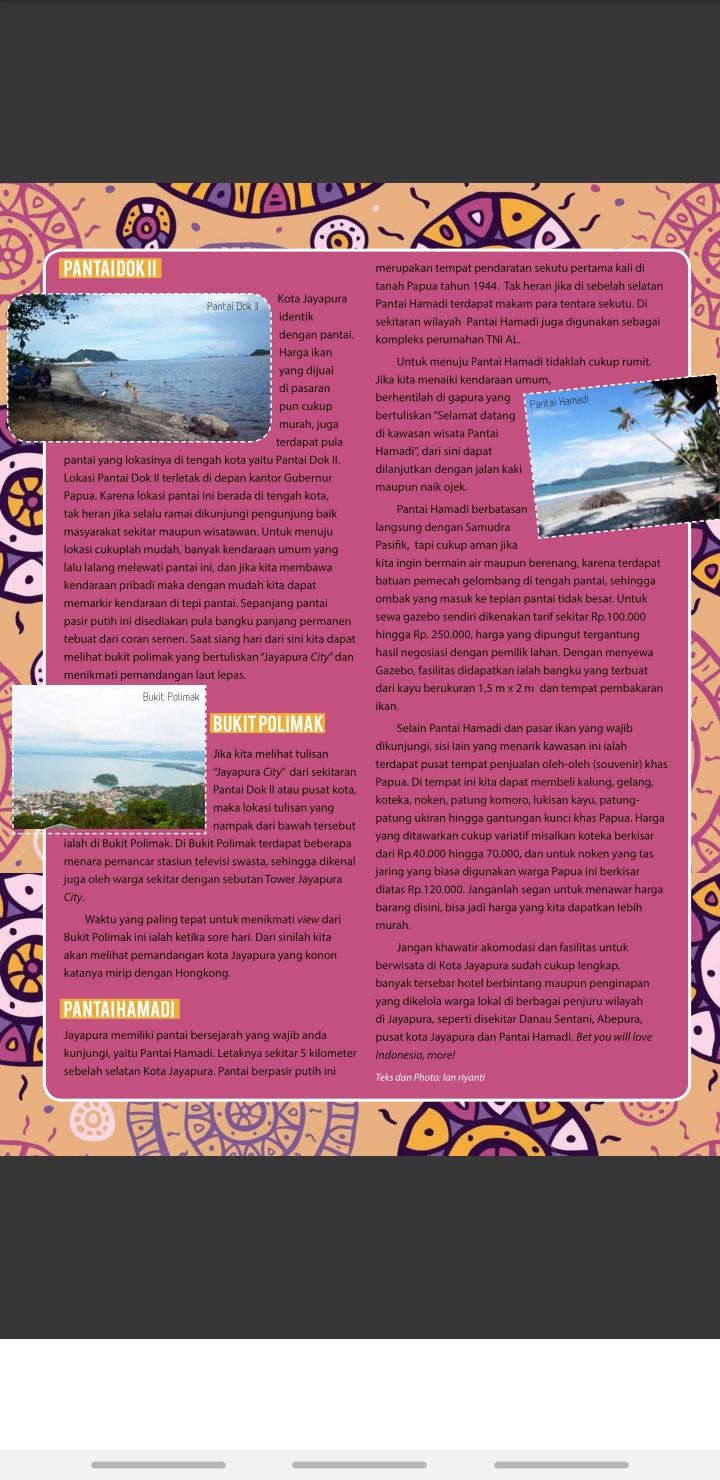 PANTAI DOK II
Pantai Dok II
Kota Jayapura
identik
dengan pantai.
Harga ikan
yang dijual
di pasaran
pun cukup
murah, juga
terdapat pula
pantai yang lokasinya di tengah kota yaitu Pantai Dok II.
Lokasi Pantai Dok II terletak di depan kantor Gubernur
Papua. Karena lokasi pantai ini berada di tengah kota,
tak heran jika selalu ramai dikunjungi pengunjung baik
masyarakat sekitar maupun wisatawan. Untuk menuju
lokasi cukuplah mudah, banyak kendaraan umum yang
lalu lalang melewati pantai ini, dan jika kita membawa
kendaraan pribadi maka dengan mudah kita dapat
memarkir kendaraan di tepi pantai. Sepanjang pantai
pasir putih ini disediakan pula bangku panjang permanen
tebuat dari coran semen. Saat siang hari dari sini kita dapat
melihat bukit polimak yang bertuliskan "Jayapura City" dan
menikmati pemandangan laut lepas.
Bukit Polimak
BUKIT POLIMAK
Jika kita melihat tulisan
"Jayapura City" dari sekitaran
Pantai Dok II atau pusat kota,
maka lokasi tulisan yang
nampak dari bawah tersebut
ialah di Bukit Polimak. Di Bukit Polimak terdapat beberapa
menara pemancar stasiun televisi swasta, sehingga dikenal
juga oleh warga sekitar dengan sebutan Tower Jayapura
City.
Waktu yang paling tepat untuk menikmati view dari
Bukit Polimak ini ialah ketika sore hari. Dari sinilah kita
akan melihat pemandangan kota Jayapura yang konon
katanya mirip dengan Hongkong.
PANTAI HAMADI
Jayapura memiliki pantai bersejarah yang wajib anda
kunjungi, yaitu Pantai Hamadi. Letaknya sekitar 5 kilometer
sebelah selatan Kota Jayapura. Pantai berpasir putih ini
merupakan tempat pendaratan sekutu pertama kali di
tanah Papua tahun 1944. Tak heran jika di sebelah selatan
Pantai Hamadi terdapat makam para tentara sekutu. Di
sekitaran wilayah Pantai Hamadi juga digunakan sebagai
kompleks perumahan TNI AL.
Untuk menuju Pantai Hamadi tidaklah cukup rumit.
Jika kita menaiki kendaraan umum,
berhentilah di gapura yang
bertuliskan "Selamat datang
di kawasan wisata Pantai
Hamadi", dari sini dapat
dilanjutkan dengan jalan kaki
maupun naik ojek.
Pantai Hamadi
Pantai Hamadi berbatasan
langsung dengan Samudra
Pasifik, tapi cukup aman jika
kita ingin bermain air maupun berenang, karena terdapat
batuan pemecah gelombang di tengah pantai, sehingga
ombak yang masuk ke tepian pantai tidak besar. Untuk
sewa gazebo sendiri dikenakan tarif sekitar Rp.100.000
hingga Rp. 250.000, harga yang dipungut tergantung
hasil negosiasi dengan pemilik lahan. Dengan menyewa
Gazebo, fasilitas didapatkan ialah bangku yang terbuat
dari kayu berukuran 1,5 m x 2 m dan tempat pembakaran
ikan.
Selain Pantai Hamadi dan pasar ikan yang wajib
dikunjungi, sisi lain yang menarik kawasan ini ialah
terdapat pusat tempat penjualan oleh-oleh (souvenir) khas
Papua. Di tempat ini kita dapat membeli kalung, gelang,
koteka, noken, patung komoro, lukisan kayu, patung-
patung ukiran hingga gantungan kunci khas Papua. Harga
yang ditawarkan cukup variatif misalkan koteka berkisar
dari Rp.40.000 hingga 70.000, dan untuk noken yang tas
jaring yang biasa digunakan warga Papua ini berkisar
diatas Rp.120.000. Janganlah segan untuk menawar harga
barang disini, bisa jadi harga yang kita dapatkan lebih
murah.
Jangan khawatir akomodasi dan fasilitas untuk
berwisata di Kota Jayapura sudah cukup lengkap,
banyak tersebar hotel berbintang maupun penginapan
yang dikelola warga lokal di berbagai penjuru wilayah
di Jayapura, seperti disekitar Danau Sentani, Abepura,
pusat kota Jayapura dan Pantai Hamadi. Bet you will love
Indonesia, more!
Teks dan Photo: Ian riyanti